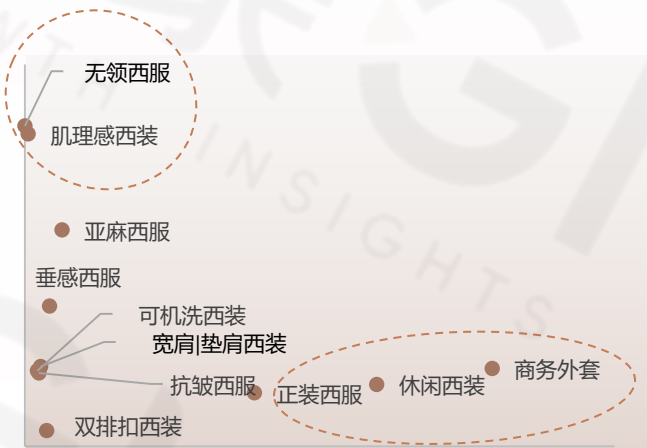 无领西服
肌理感西装
亚麻西服
垂感西服
可机洗西装
宽肩|垫肩西装
抗皱西服
正装西服
休闲西装
商务外套
双排扣西装
INSIGHTS